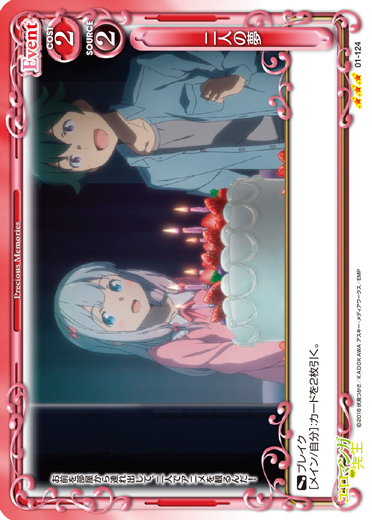 Event
COST
2
SOURCE
2
二人の夢
01-124
Precious Memories
お前を部屋から連れ出して、二人でアニメを観るんだ!
ブレイク
[メイン/自分]:カードを2枚引く。
©2016 伏見つかさ/KADOKAWA アスキー・メディアワークス/EMP
エロマンガ
先生